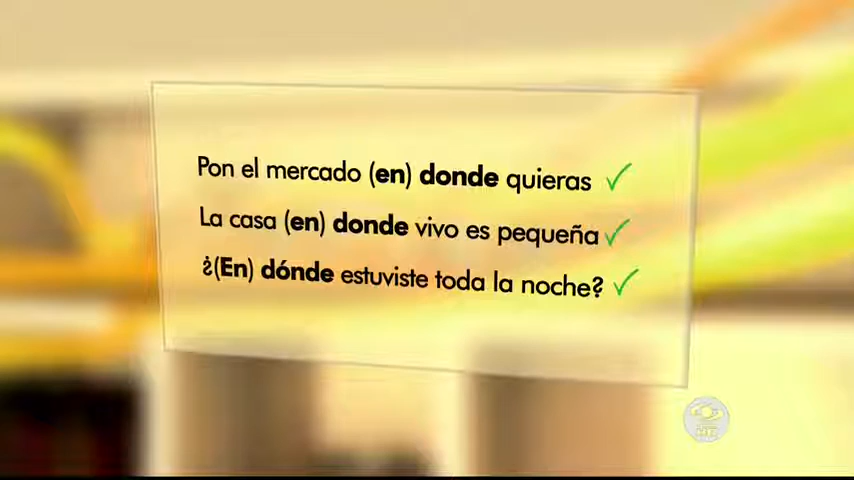 Pon el mercado (en) donde quieras ✓
La casa (en) donde vivo es pequeña ✓
¿(En) dónde estuviste toda la noche? ✓